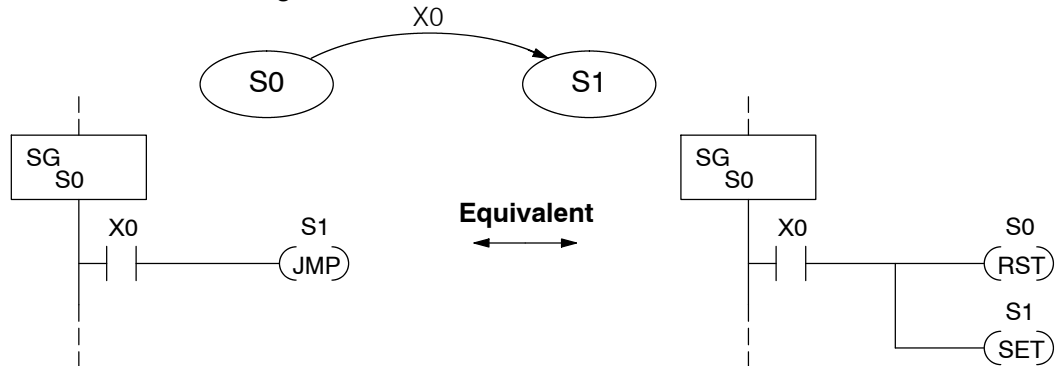 X0
S0 S1
SG
S0
X0 S1
JMP
Equivalent
SG
S0
X0 S0
RST
S1
SET